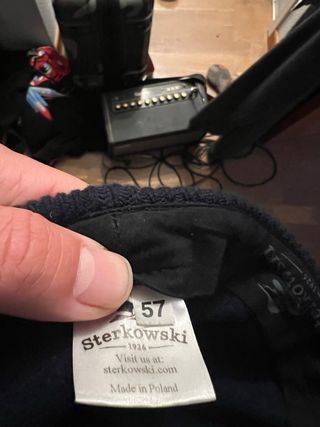 57
Sterkowski
1926
Visit us at:
sterkowski.com
Made in Poland